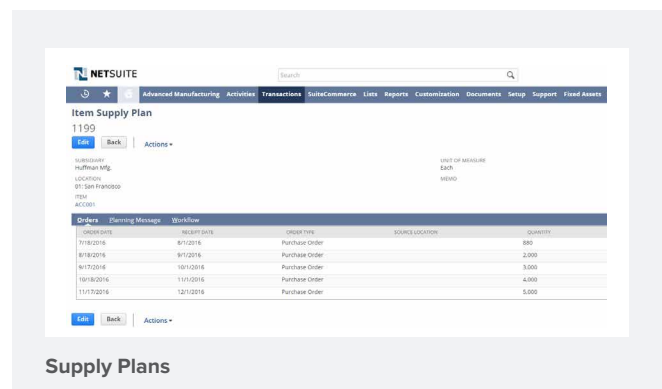 NETSUITE
Search
Advanced Manufacturing Activities Transactions SuiteCommerce Lists Reports Customization Documents Setup Support Fixed Assets
Item Supply Plan
1199
Edit Back Actions
SUBSIDIARY
Huffman Mfg.
UNIT OF MEASURE
Each
LOCATION
01: San Francisco
MEMO
ITEM
ACC001
Orders Planning Message Workflow
ORDER DATE RECEIPT DATE ORDER TYPE SOURCE LOCATION QUANTITY
7/18/2016 8/1/2016 Purchase Order 880
8/18/2016 9/1/2016 Purchase Order 2,000
9/17/2016 10/1/2016 Purchase Order 3,000
10/18/2016 11/1/2016 Purchase Order 4,000
11/17/2016 12/1/2016 Purchase Order 5,000
Edit Back Actions
Supply Plans